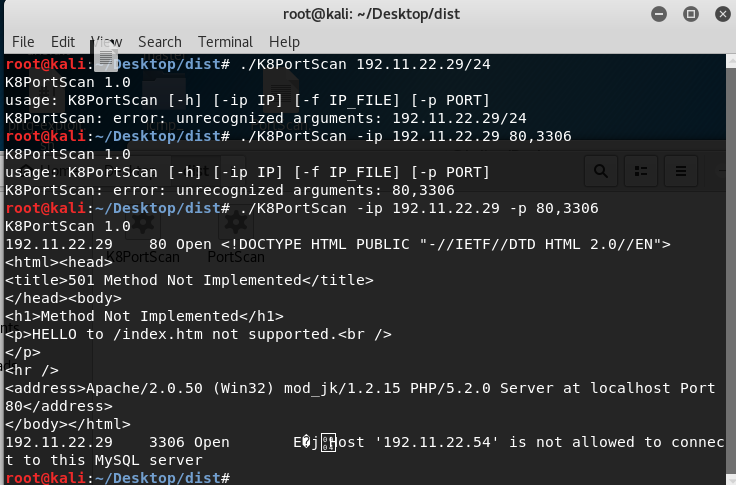 root@kali: ~/Desktop/dist
File Edit View Search Terminal Help
root@kali:~/Desktop/dist# ./K8PortScan 192.11.22.29/24
K8PortScan 1.0
usage: K8PortScan [-h] [-ip IP] [-f IP_FILE] [-p PORT]
K8PortScan: error: unrecognized arguments: 192.11.22.29/24
root@kali:~/Desktop/dist# ./K8PortScan -ip 192.11.22.29 80,3306
K8PortScan 1.0
usage: K8PortScan [-h] [-ip IP] [-f IP_FILE] [-p PORT]
K8PortScan: error: unrecognized arguments: 80,3306
root@kali:~/Desktop/dist# ./K8PortScan -ip 192.11.22.29 -p 80,3306
K8PortScan 1.0
192.11.22.29    80 Open <!DOCTYPE HTML PUBLIC "-//IETF//DTD HTML 2.0//EN">
<html><head>
K8PortScan PortScan
<title>501 Method Not Implemented</title>
</head><body>
<h1>Method Not Implemented</h1>
<p>HELLO to /index.htm not supported.<br />
</p>
<hr />
<address>Apache/2.0.50 (Win32) mod_jk/1.2.15 PHP/5.2.0 Server at localhost Port
80</address>
</body></html>
192.11.22.29    3306 Open       E�jHost '192.11.22.54' is not allowed to connec
t to this MySQL server
root@kali:~/Desktop/dist#